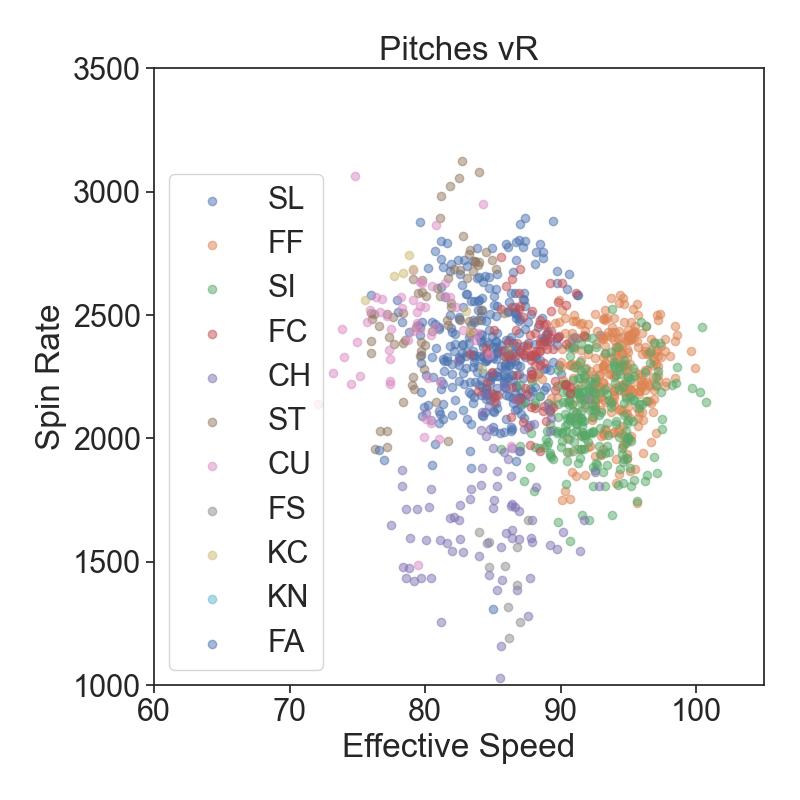 Pitches vR
3500
3000
2500
2000
1500
1000
Spin Rate
SL
FF
SI
FC
CH
ST
CU
FS
KC
KN
FA
60 70 80 90 100
Effective Speed